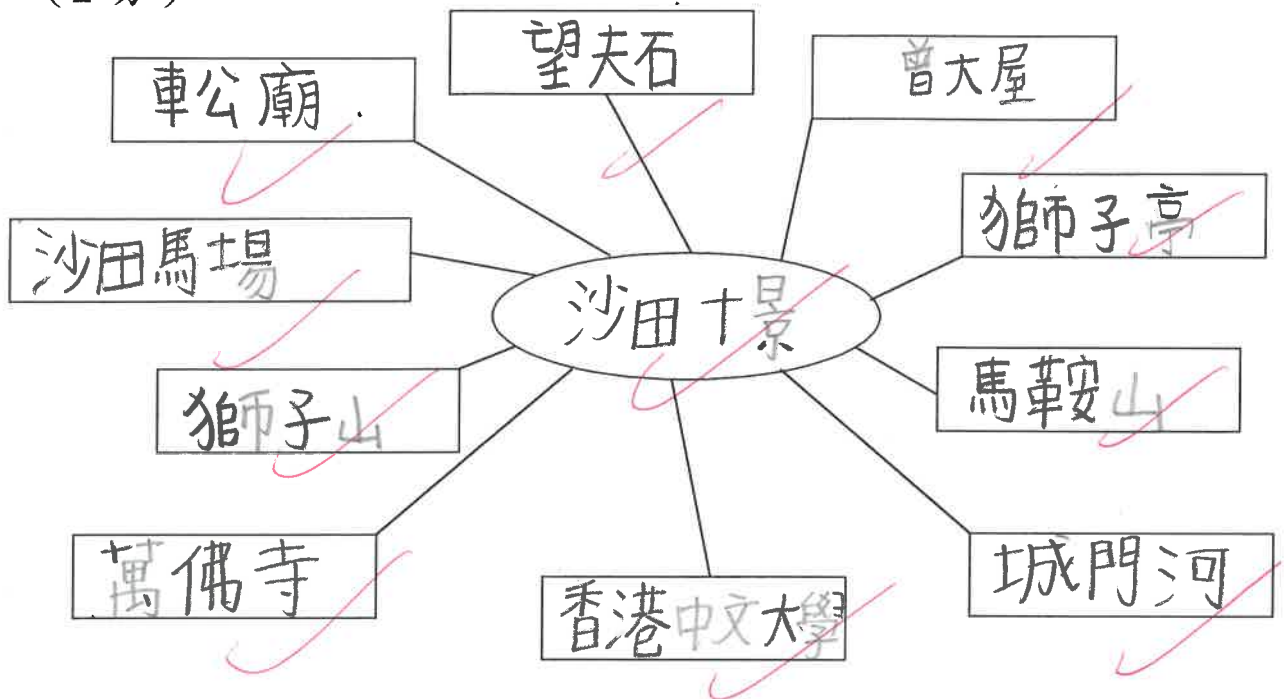 望夫石
車公廟
曾大屋
獅子亭
沙田馬場
沙田十景
獅子山
馬鞍山
萬佛寺
香港中文大學
城門河